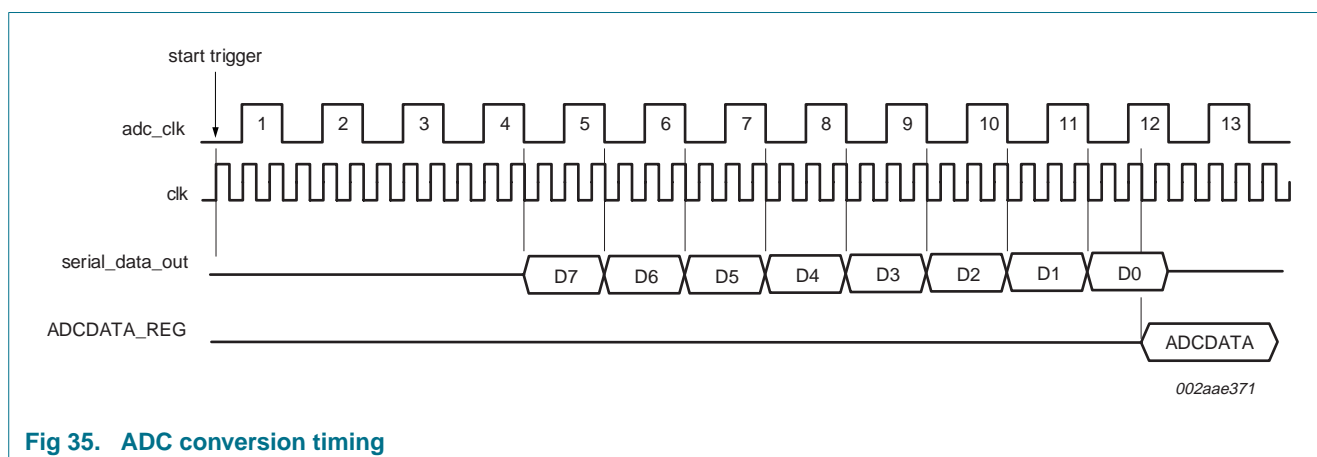 start trigger
adc_clk 1 2 3 4 5 6 7 8 9 10 11 12 13
clk
serial_data_out D7 D6 D5 D4 D3 D2 D1 D0
ADCDATA_REG ADCDATA
002aae371
Fig 35. ADC conversion timing